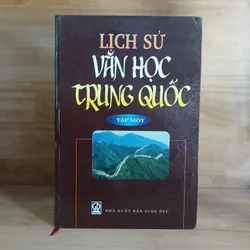 LỊCH SỬ
VĂN HỌC
TRUNG QUỐC
TẬP MỘT
NHÀ XUẤT BẢN GIÁO DỤC